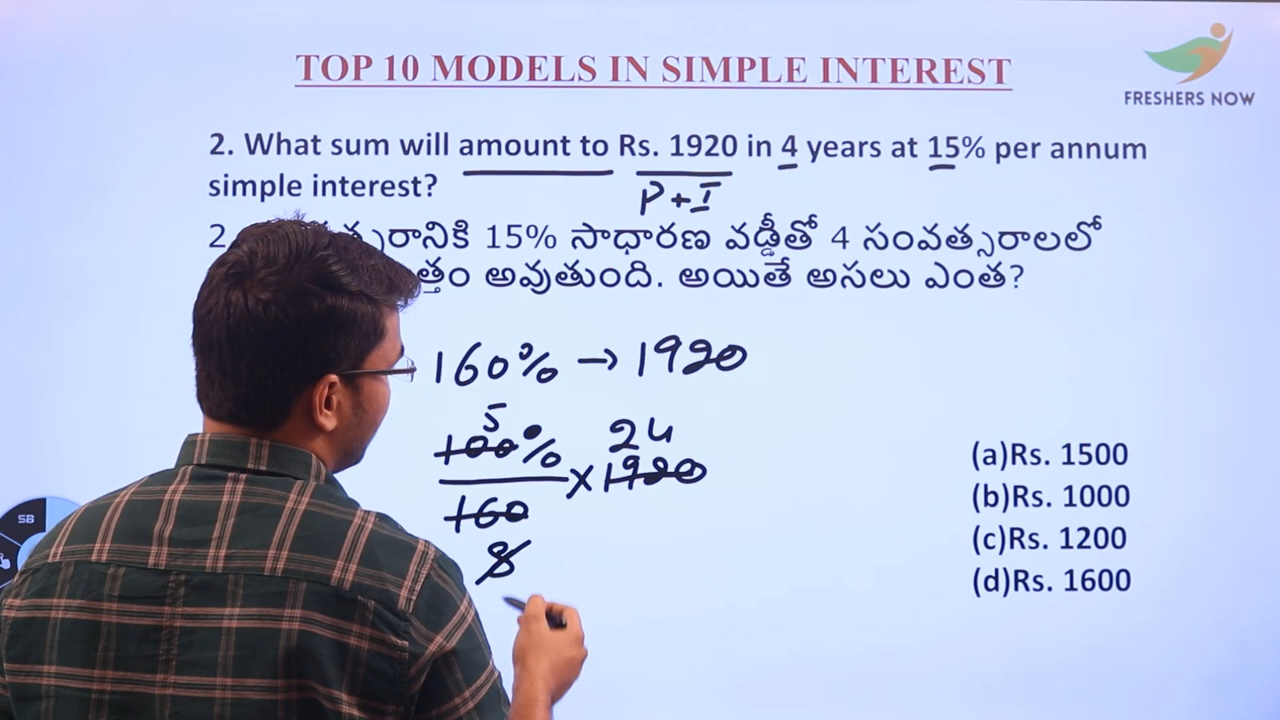 TOP 10 MODELS IN SIMPLE INTEREST
FRESHERS NOW
2. What sum will amount to Rs. 1920 in 4 years at 15% per annum
simple interest?
P + I
2. 15% సాధారణ వడ్డీతో 4 సంవత్సరాలలో
అవుతుంది. అయితే అసలు ఎంత?
160% → 1920
5 24
100% × 1920
160
8
(a)Rs. 1500
(b)Rs. 1000
(c)Rs. 1200
(d)Rs. 1600
SB